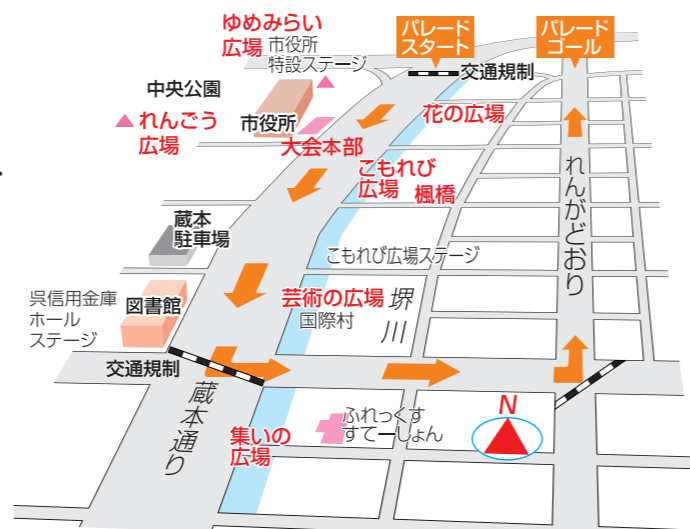 ゆめみらい
広場
市役所
特設ステージ
パレード
スタート
パレード
ゴール
交通規制
中央公園
市役所
れんごう
広場
大会本部
花の広場
こもれび
広場
楓橋
れんがどおり
蔵本
駐車場
こもれび広場ステージ
呉信用金庫
ホール
ステージ
図書館
芸術の広場
国際村
堺川
交通規制
蔵本通り
集いの
広場
ふれっくす
すてーしょん
N